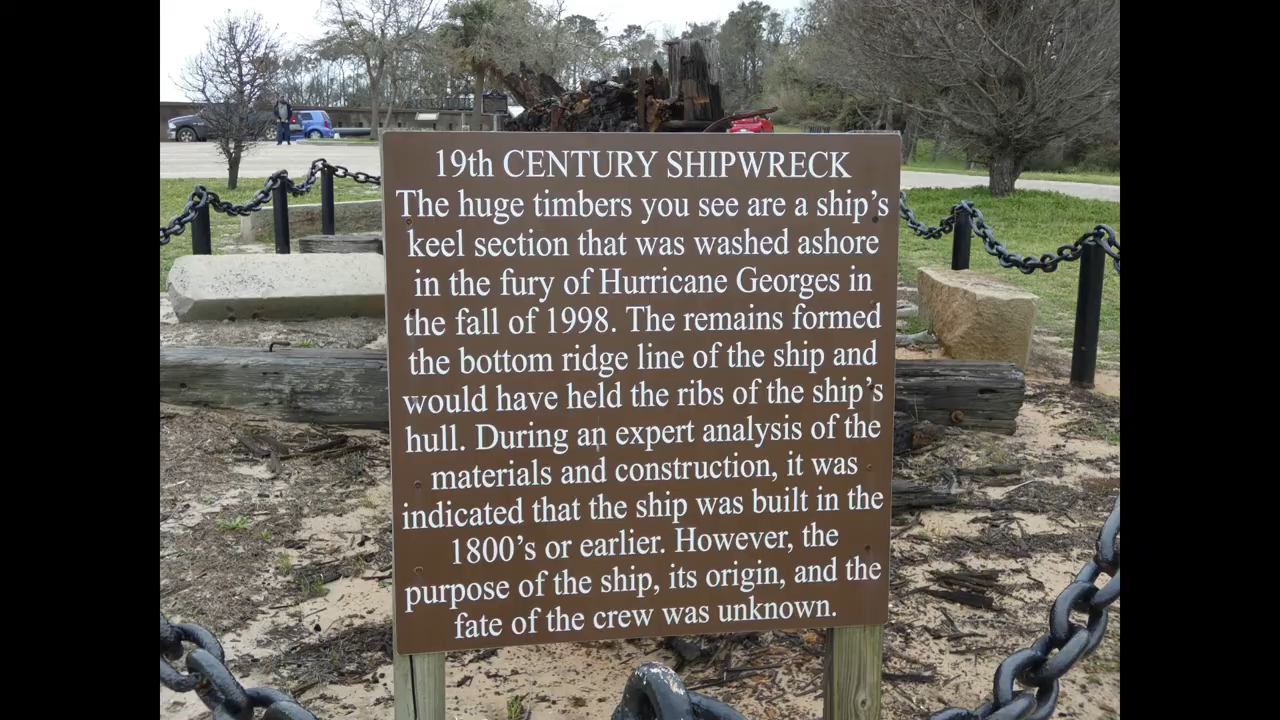 19th CENTURY SHIPWRECK
The huge timbers you see are a ship's
keel section that was washed ashore
in the fury of Hurricane Georges in
the fall of 1998. The remains formed
the bottom ridge line of the ship and
would have held the ribs of the ship's
hull. During an expert analysis of the
materials and construction, it was
indicated that the ship was built in the
1800's or earlier. However, the
purpose of the ship, its origin, and the
fate of the crew was unknown.